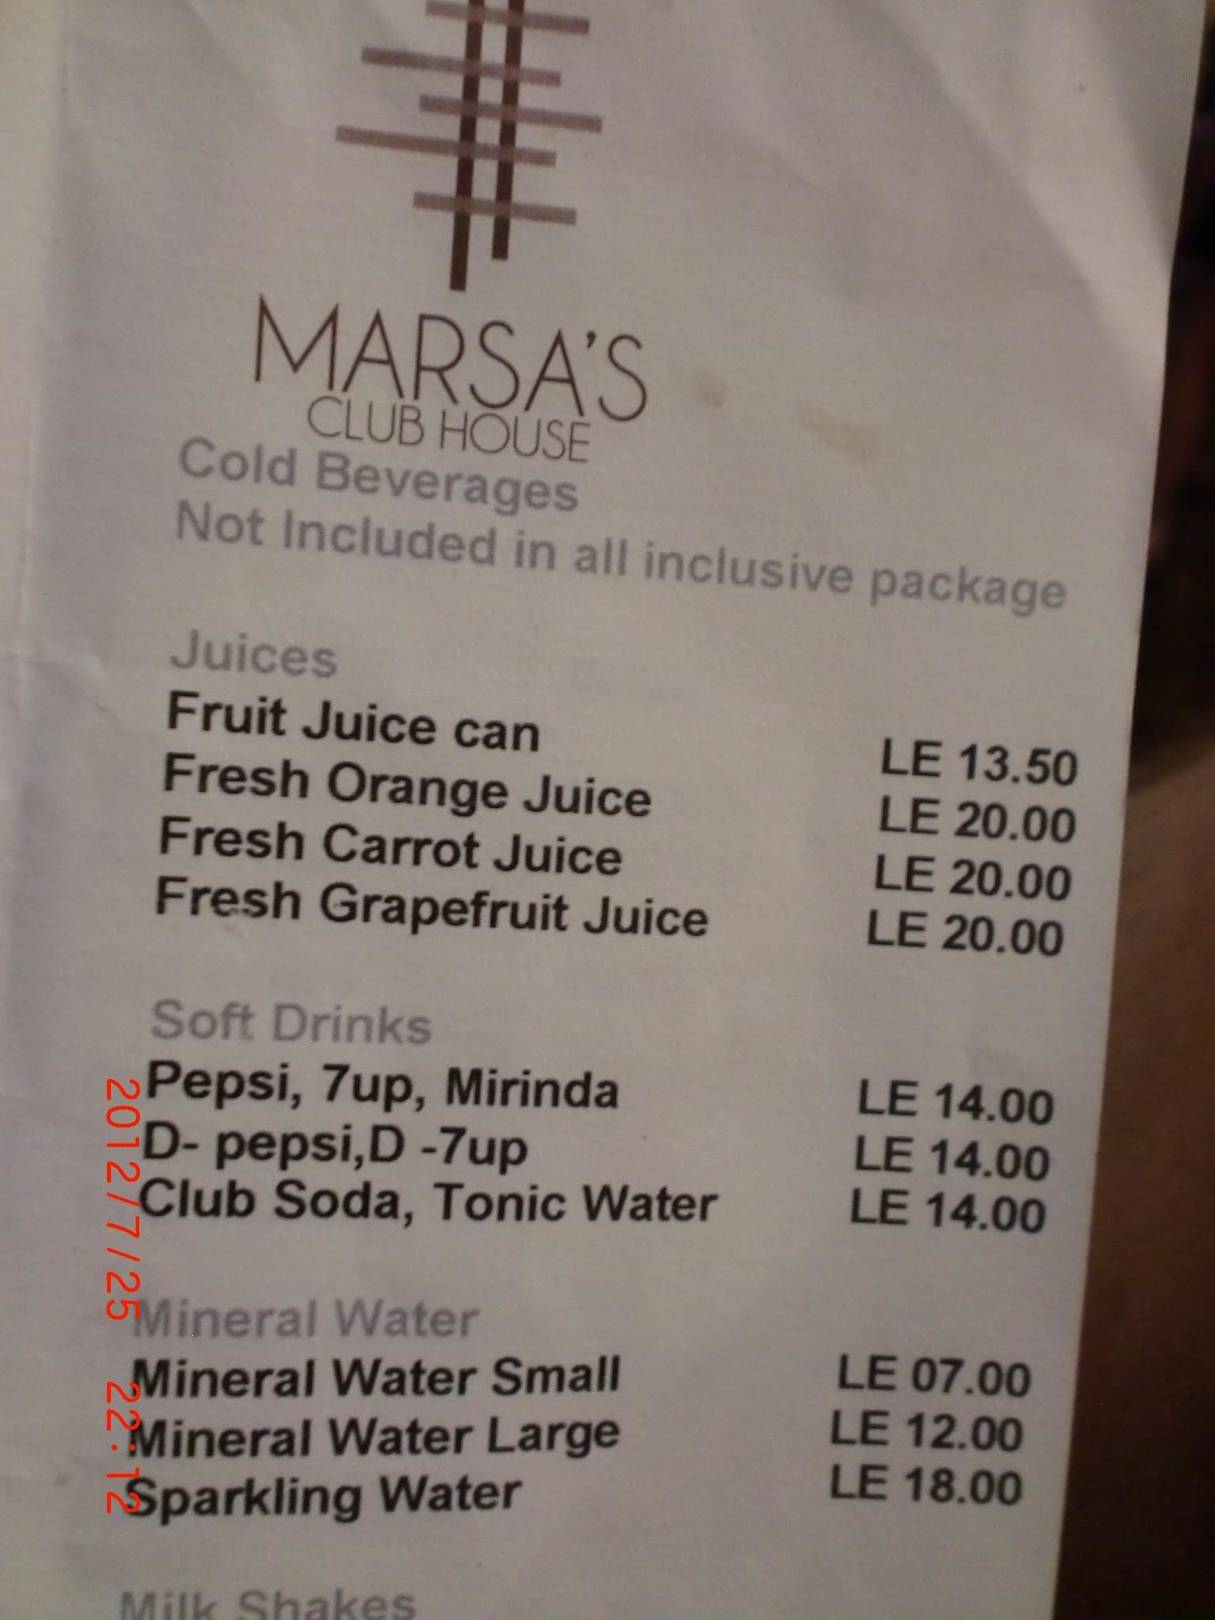 MARSA'S
CLUB HOUSE
Cold Beverages
Not Included in all inclusive package
Juices
Fruit Juice can LE 13.50
Fresh Orange Juice LE 20.00
Fresh Carrot Juice LE 20.00
Fresh Grapefruit Juice LE 20.00
Soft Drinks
Pepsi, 7up, Mirinda LE 14.00
D- pepsi,D -7up LE 14.00
Club Soda, Tonic Water LE 14.00
Mineral Water
Mineral Water Small LE 07.00
Mineral Water Large LE 12.00
Sparkling Water LE 18.00
Milk Shakes
2012/7/25 22:12